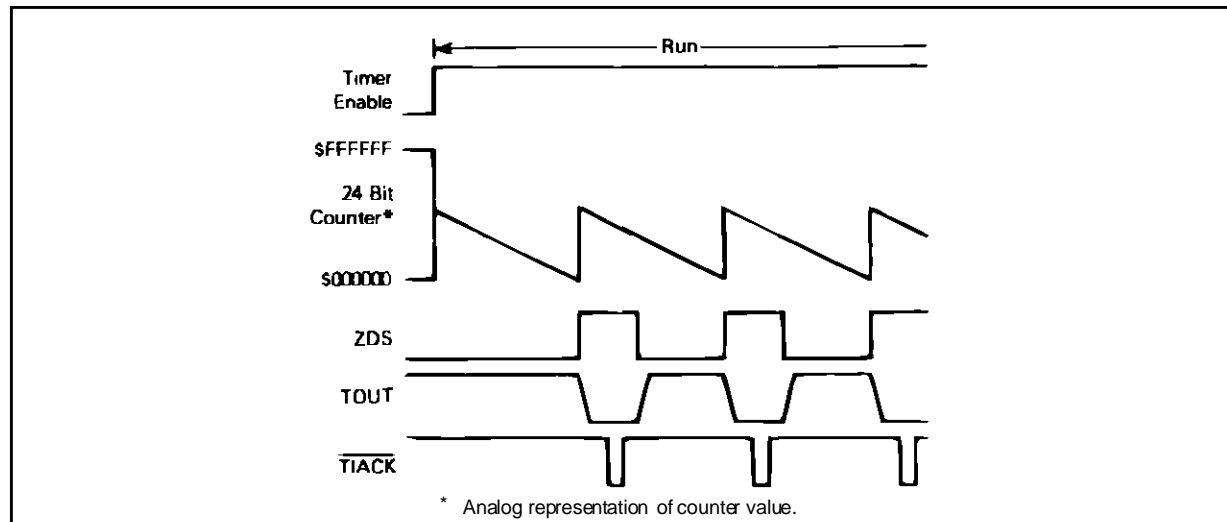 Run
Timer
Enable
$FFFFFF
24 Bit
Counter*
$000000
ZDS
TOUT
TIACK
* Analog representation of counter value.